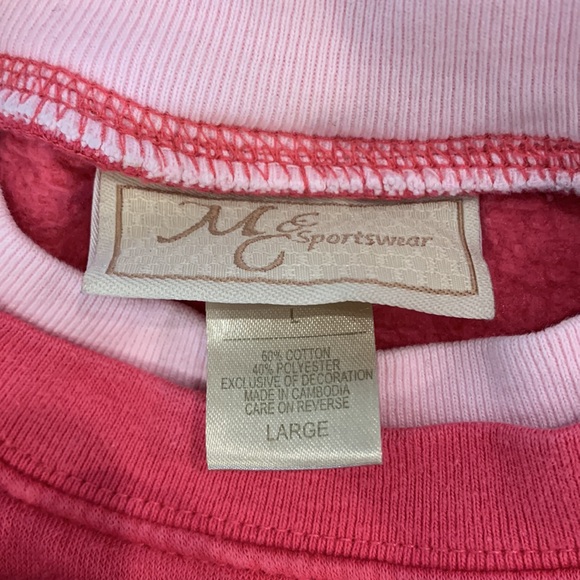 M & C Sportswear
L
60% COTTON
40% POLYESTER
EXCLUSIVE OF DECORATION
MADE IN CAMBODIA
CARE ON REVERSE
LARGE